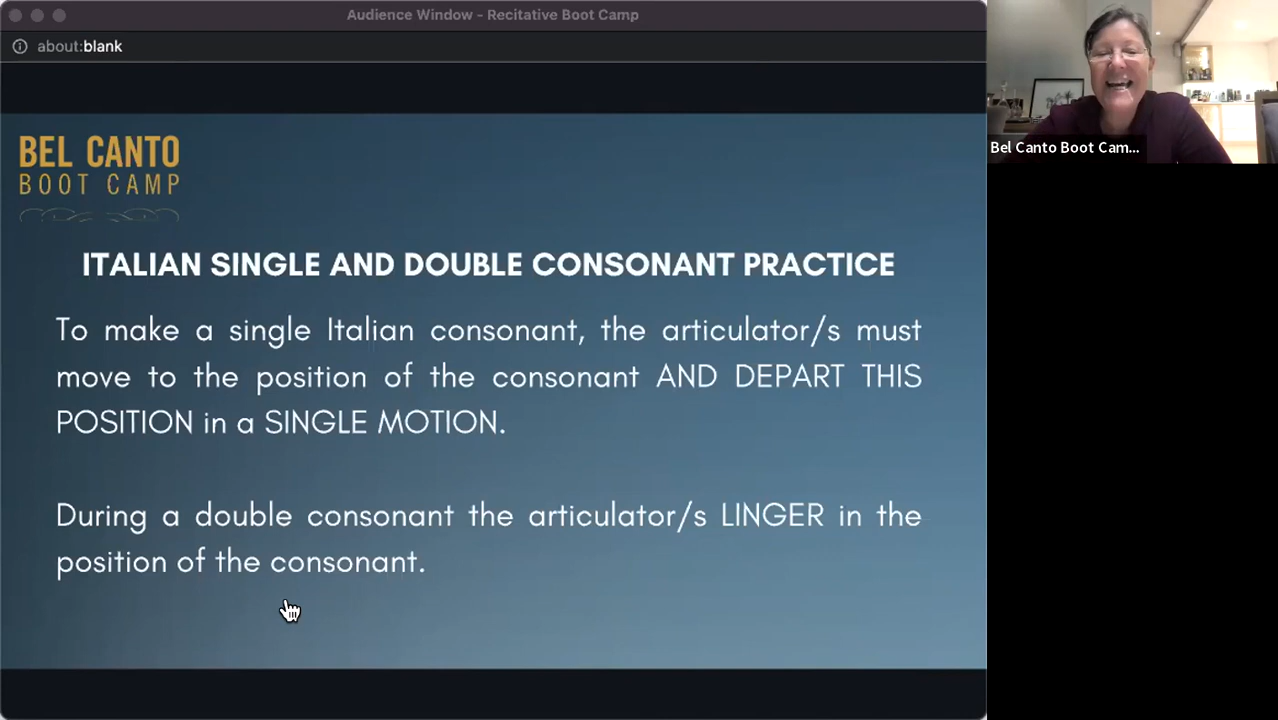 Audience Window - Recitative Boot Camp
about:blank
BEL CANTO
BOOT CAMP
ITALIAN SINGLE AND DOUBLE CONSONANT PRACTICE
To make a single Italian consonant, the articulator/s must
move to the position of the consonant AND DEPART THIS
POSITION in a SINGLE MOTION.
During a double consonant the articulator/s LINGER in the
position of the consonant.
Bel Canto Boot Cam...